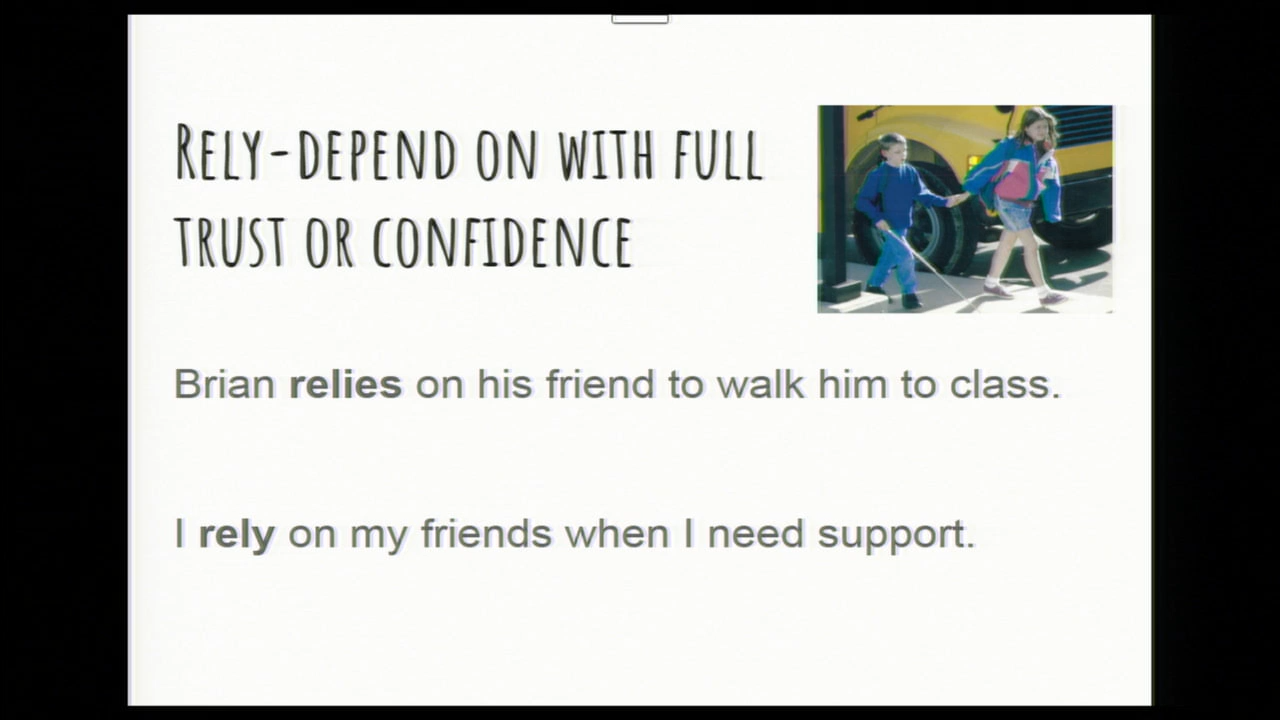 Rely-depend on with full
trust or confidence
Brian relies on his friend to walk him to class.
I rely on my friends when I need support.